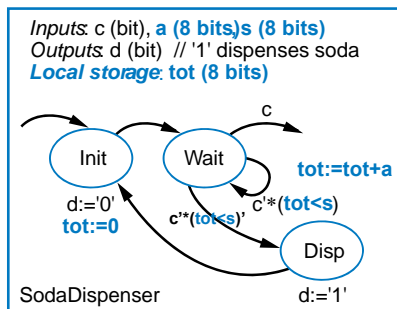 Inputs: c (bit), a (8 bits), s (8 bits)
Outputs: d (bit) // '1' dispenses soda
Local storage: tot (8 bits)
c
Init
Wait
tot:=tot+a
d:='0'
c'*(tot<s)
tot:=0
c'*(tot<s)'
Disp
SodaDispenser
d:='1'